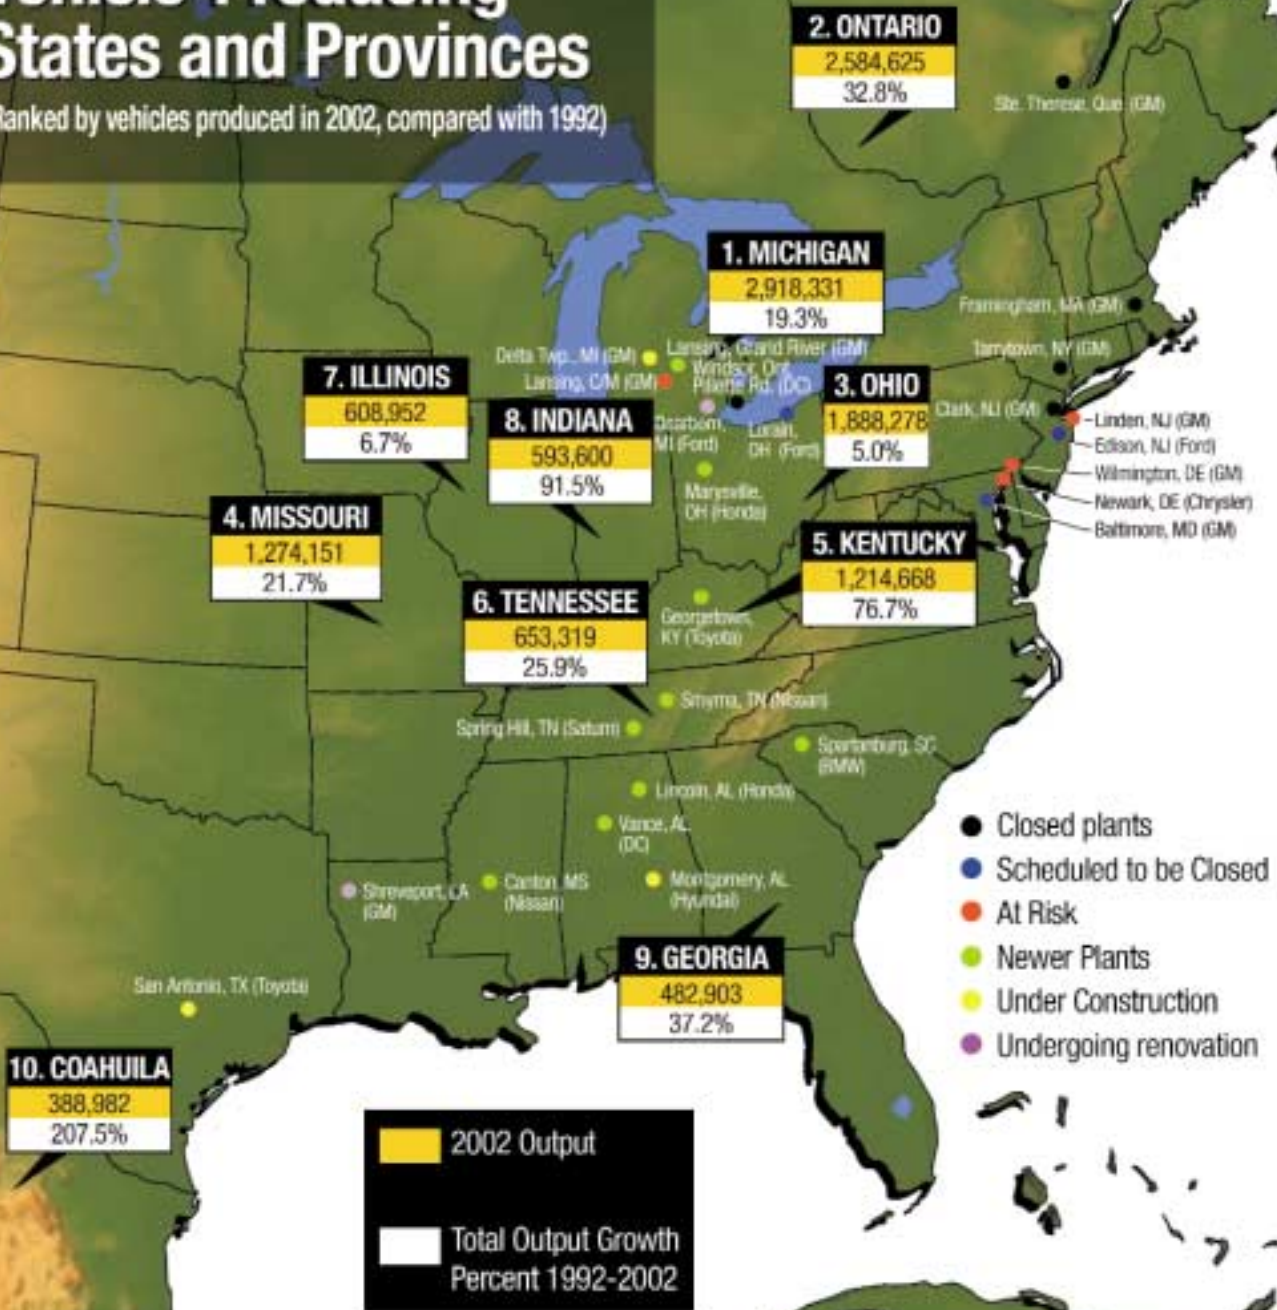 States and Provinces
Ranked by vehicles produced in 2002, compared with 1992)
2. ONTARIO
2,584,625
32.8%
Ste. Therese, Que. (GM)
1. MICHIGAN
2,918,331
19.3%
Framingham, MA (GM)
Tarrytown, NY (GM)
Delta Twp., MI (GM)
Lansing, Grand River (GM)
Lansing, C/M (GM)
Windsor, Ont.
Pillette Rd. (DC)
7. ILLINOIS
608,952
6.7%
8. INDIANA
593,600
91.5%
3. OHIO
1,888,278
5.0%
Dearborn,
MI (Ford)
Lorain,
OH (Ford)
Clark, NJ (GM)
Linden, NJ (GM)
Edison, NJ (Ford)
Wilmington, DE (GM)
Newark, DE (Chrysler)
Baltimore, MD (GM)
Marysville,
OH (Honda)
4. MISSOURI
1,274,151
21.7%
5. KENTUCKY
1,214,668
76.7%
6. TENNESSEE
653,319
25.9%
Georgetown,
KY (Toyota)
Smyrna, TN (Nissan)
Spring Hill, TN (Saturn)
Spartanburg, SC
(BMW)
Lincoln, AL (Honda)
Vance, AL
(DC)
Shreveport, LA
(GM)
Canton, MS
(Nissan)
Montgomery, AL
(Hyundai)
9. GEORGIA
482,903
37.2%
San Antonio, TX (Toyota)
10. COAHUILA
388,982
207.5%
Closed plants
Scheduled to be Closed
At Risk
Newer Plants
Under Construction
Undergoing renovation
2002 Output
Total Output Growth
Percent 1992-2002